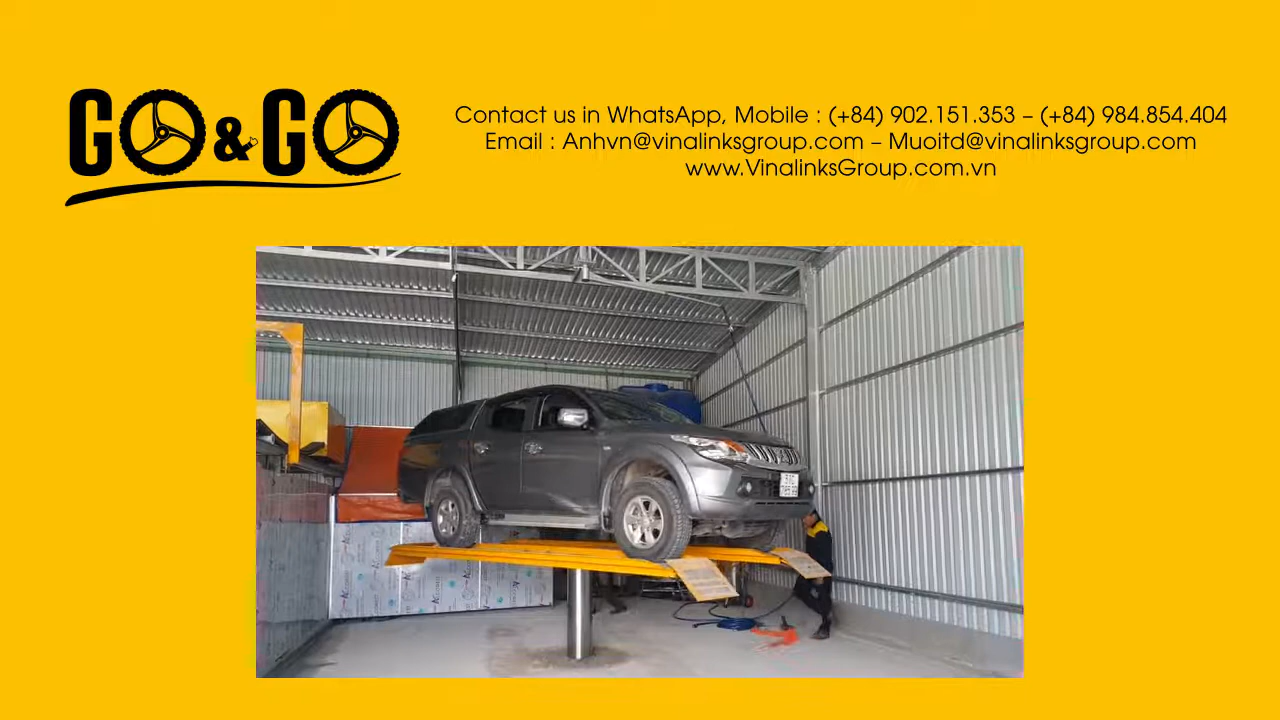 GO&GO
Contact us in WhatsApp, Mobile : (+84) 902.151.353 – (+84) 984.854.404
Email : Anhvn@vinalinksgroup.com – Muoitd@vinalinksgroup.com
www.VinalinksGroup.com.vn